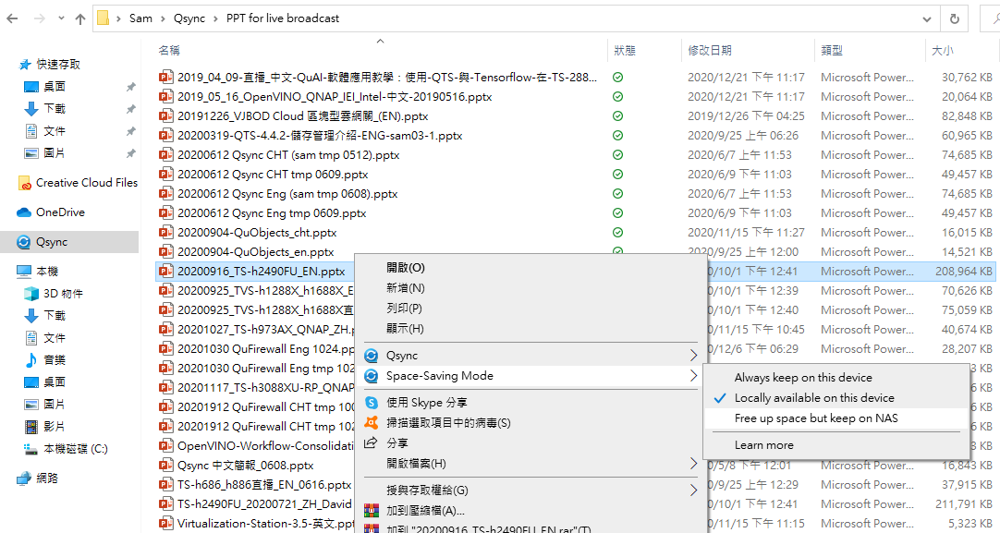 Sam > Qsync > PPT for live broadcast
名稱 狀態 修改日期 類型 大小
快速存取
桌面
下載
文件
圖片
Creative Cloud Files
OneDrive
Qsync
本機
3D 物件
下載
文件
音樂
桌面
圖片
影片
本機磁碟 (C:)
網路
2019_04_09-直播_中文-QuAI-軟體應用教學：使用-QTS-與-Tensorflow-在-TS-288... 2020/12/21 下午 11:17 Microsoft Power... 30,762 KB
2019_05_16_OpenVINO_QNAP_IEI_Intel-中文-20190516.pptx 2020/12/21 下午 11:17 Microsoft Power... 20,064 KB
20191226_VJBOD Cloud 區塊型雲網關_(EN).pptx 2019/12/26 下午 04:25 Microsoft Power... 82,848 KB
20200319-QTS-4.4.2-儲存管理介紹-ENG-sam03-1.pptx 2020/9/25 上午 06:26 Microsoft Power... 60,965 KB
20200612 Qsync CHT (sam tmp 0512).pptx 2020/6/7 上午 11:53 Microsoft Power... 74,685 KB
20200612 Qsync CHT tmp 0609.pptx 2020/6/9 下午 11:03 Microsoft Power... 49,457 KB
20200612 Qsync Eng (sam tmp 0608).pptx 2020/6/7 上午 11:53 Microsoft Power... 74,685 KB
20200612 Qsync Eng tmp 0609.pptx 2020/6/9 下午 11:03 Microsoft Power... 49,457 KB
20200904-QuObjects_cht.pptx 2020/11/15 下午 11:27 Microsoft Power... 16,015 KB
20200904-QuObjects_en.pptx 2020/9/25 上午 12:00 Microsoft Power... 14,521 KB
20200916_TS-h2490FU_EN.pptx 0/10/1 下午 12:41 Microsoft Power... 208,964 KB
20200925_TVS-h1288X_h1688X_E 0/10/1 下午 12:39 Microsoft Power... 70,626 KB
20200925_TVS-h1288X_h1688X直 0/10/1 下午 12:40 Microsoft Power... 75,059 KB
20201027_TS-h973AX_QNAP_ZH.p 0/11/15 下午 10:45 Microsoft Power... 40,674 KB
20201030 QuFirewall Eng 1024.pp 0/12/6 下午 06:29 Microsoft Power... 28,207 KB
20201030 QuFirewall Eng 1030.pp
20201117_TS-h3088XU-RP_QNAP
20201912 QuFirewall CHT tmp 100
20201912 QuFirewall CHT tmp 102
OpenVINO-Workflow-Consolidati
Qsync 中文簡報_0608.pptx 0/5/8 下午 12:01 Microsoft Power... 16,843 KB
TS-h686_h886直播_EN_0616.pptx 0/9/25 上午 12:29 Microsoft Power... 37,915 KB
TS-h2490FU_20200721_ZH_David 0/10/1 下午 12:41 Microsoft Power... 211,791 KB
Virtualization-Station-3.5-英文.ppt 0/11/15 下午 11:15 Microsoft Power... 5,323 KB
開啟(O)
新增(N)
列印(P)
顯示(H)
Qsync
Space-Saving Mode
使用 Skype 分享
掃描選取項目中的病毒(S)
分享
開啟檔案(H)
授與存取權給(G)
加到壓縮檔(A)...
加到 "20200916_TS-h2490FU_EN.rar"(T)
Always keep on this device
Locally available on this device
Free up space but keep on NAS
Learn more